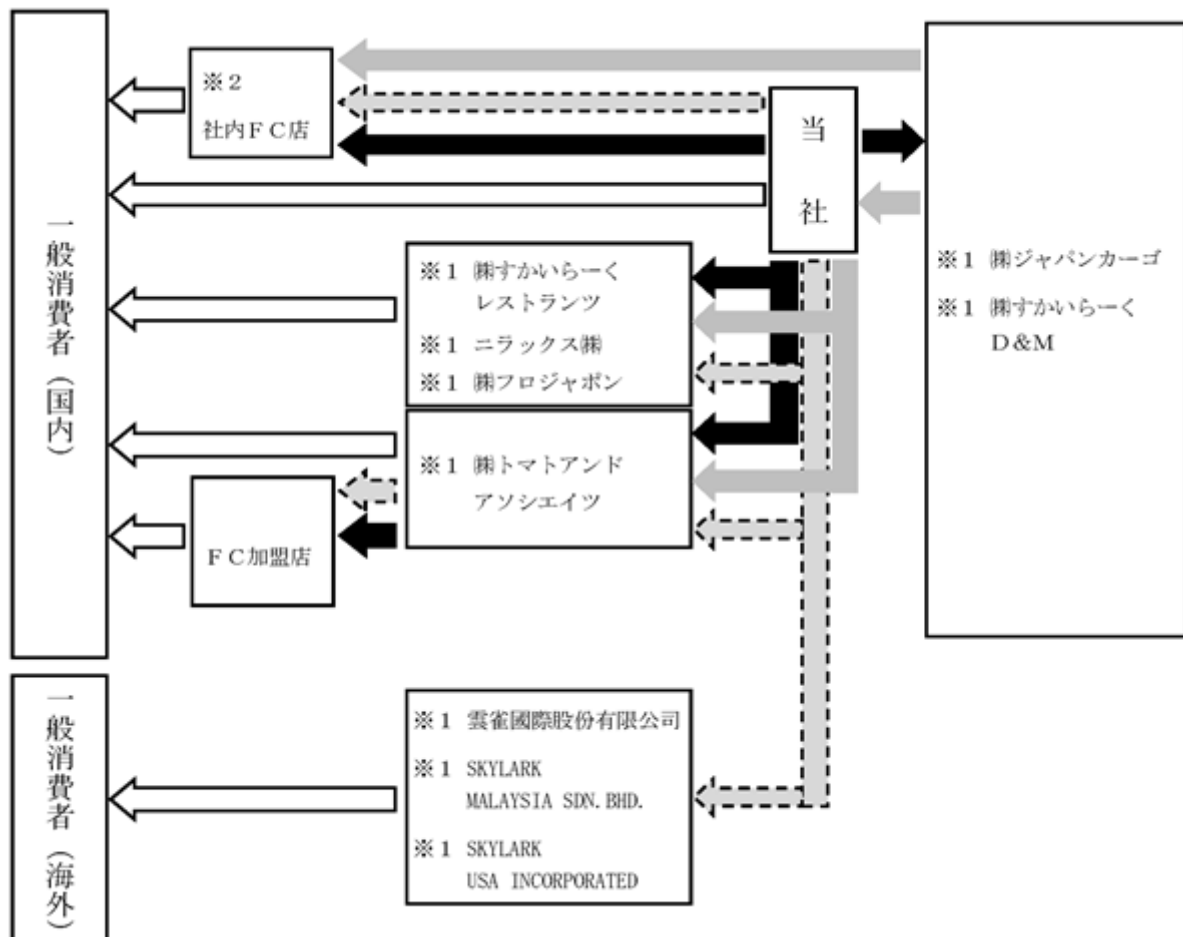 一般消費者（国内）
※２
社内ＦＣ店
当社
※１ ㈱ジャパンカーゴ
※１ ㈱すかいらーく
Ｄ＆Ｍ
※１ ㈱すかいらーく
レストランツ
※１ ニラックス㈱
※１ ㈱フロジャポン
※１ ㈱トマトアンド
アソシエイツ
ＦＣ加盟店
一般消費者（海外）
※１ 雲雀國際股份有限公司
※１ SKYLARK
MALAYSIA SDN.BHD.
※１ SKYLARK
USA INCORPORATED